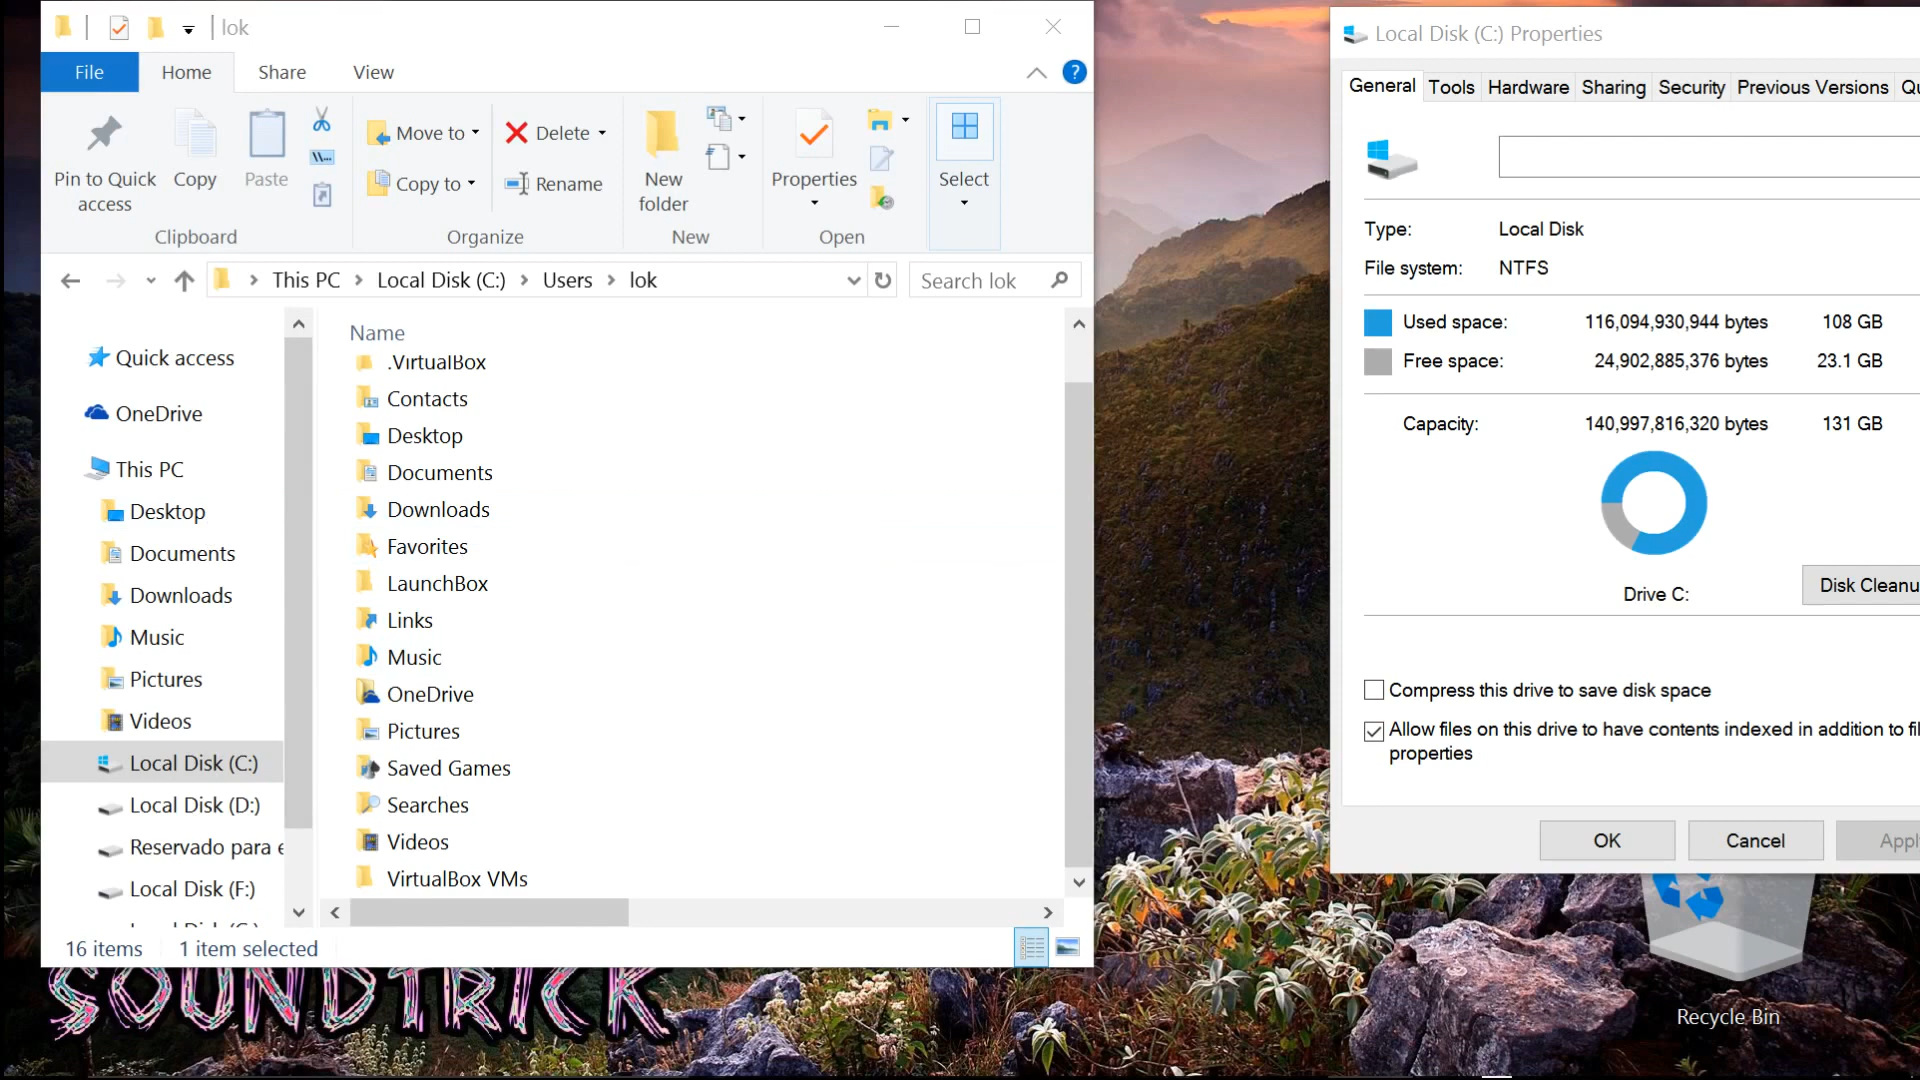 lok
File
Home
Share
View
?
Pin to Quick access
Copy
Paste
Move to
Copy to
Delete
Rename
New folder
Properties
Select
Clipboard
Organize
New
Open
This PC
Local Disk (C:)
Users
lok
Search lok
Quick access
OneDrive
This PC
Desktop
Documents
Downloads
Music
Pictures
Videos
Local Disk (C:)
Local Disk (D:)
Reservado para e
Local Disk (F:)
Name
.VirtualBox
Contacts
Desktop
Documents
Downloads
Favorites
LaunchBox
Links
Music
OneDrive
Pictures
Saved Games
Searches
Videos
VirtualBox VMs
16 items
1 item selected
SOUNDTRICK
Local Disk (C:) Properties
General
Tools
Hardware
Sharing
Security
Previous Versions
Qu
Type: Local Disk
File system: NTFS
Used space: 116,094,930,944 bytes 108 GB
Free space: 24,902,885,376 bytes 23.1 GB
Capacity: 140,997,816,320 bytes 131 GB
Drive C:
Disk Cleanu
Compress this drive to save disk space
Allow files on this drive to have contents indexed in addition to fil
properties
OK
Cancel
Apply
Recycle Bin